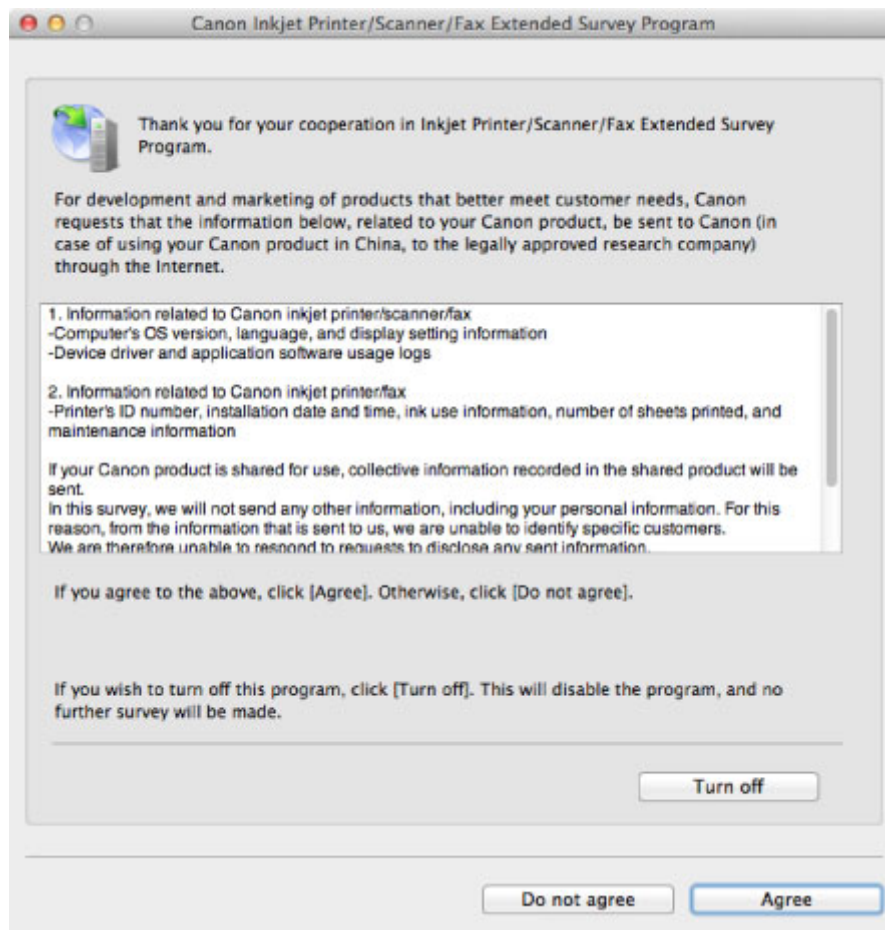 Canon Inkjet Printer/Scanner/Fax Extended Survey Program
Thank you for your cooperation in Inkjet Printer/Scanner/Fax Extended Survey
Program.
For development and marketing of products that better meet customer needs, Canon
requests that the information below, related to your Canon product, be sent to Canon (in
case of using your Canon product in China, to the legally approved research company)
through the Internet.
1. Information related to Canon inkjet printer/scanner/fax
-Computer's OS version, language, and display setting information
-Device driver and application software usage logs
2. Information related to Canon inkjet printer/fax
-Printer's ID number, installation date and time, ink use information, number of sheets printed, and
maintenance information
If your Canon product is shared for use, collective information recorded in the shared product will be
sent.
In this survey, we will not send any other information, including your personal information. For this
reason, from the information that is sent to us, we are unable to identify specific customers.
We are therefore unable to respond to requests to disclose any sent information.
If you agree to the above, click [Agree]. Otherwise, click [Do not agree].
If you wish to turn off this program, click [Turn off]. This will disable the program, and no
further survey will be made.
Turn off
Do not agree
Agree